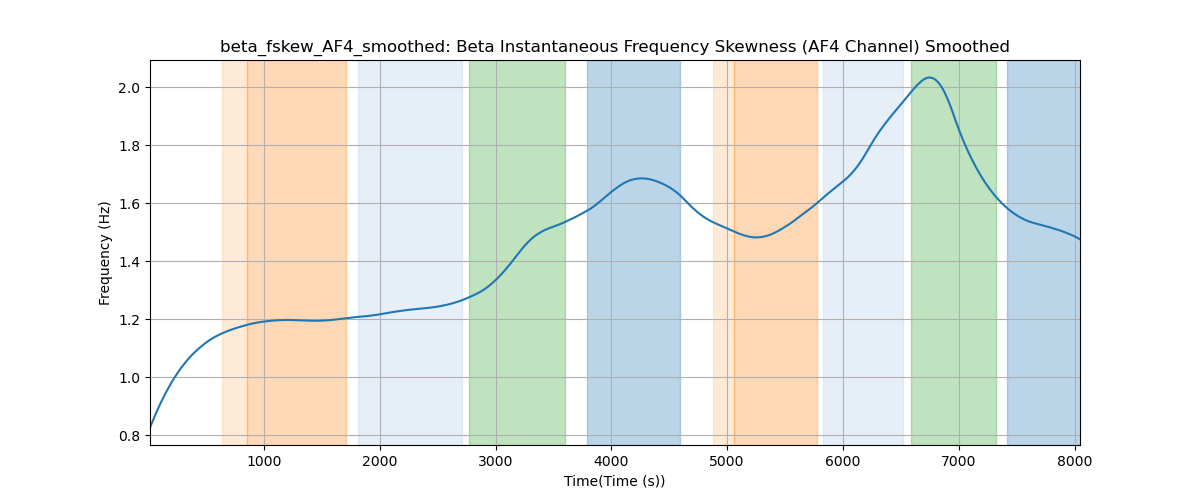 beta_fskew_AF4_smoothed: Beta Instantaneous Frequency Skewness (AF4 Channel) Smoothed
2.0
1.8
1.6
1.4
1.2
1.0
0.8
Frequency (Hz)
1000 2000 3000 4000 5000 6000 7000 8000
Time(Time (s))